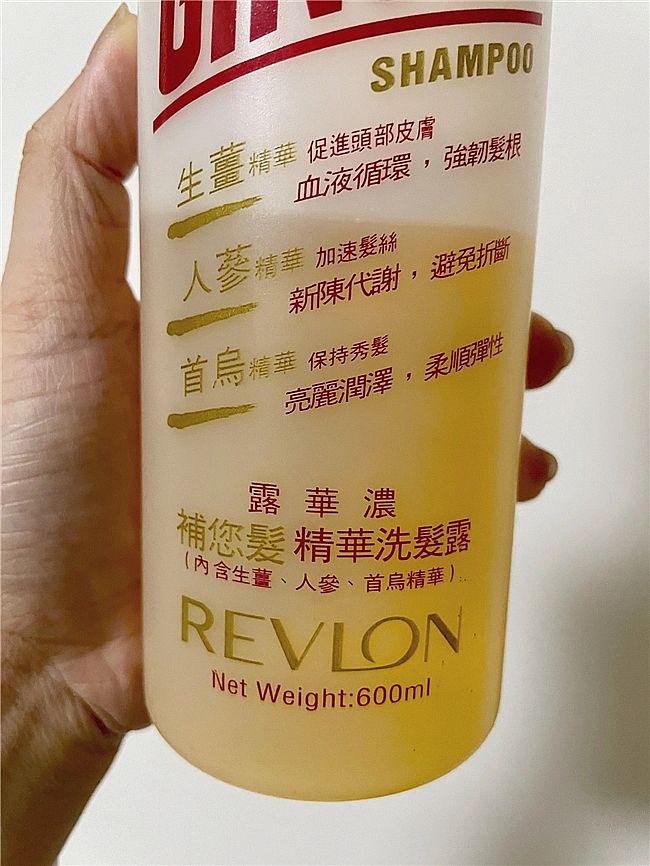 SHAMPOO
生薑精華 促進頭部皮膚
血液循環，強韌髮根
人蔘精華 加速髮絲
新陳代謝，避免折斷
首烏精華 保持秀髮
亮麗潤澤，柔順彈性
露華濃
補您髮精華洗髮露
(內含生薑、人參、首烏精華)
REVLON
Net Weight:600ml